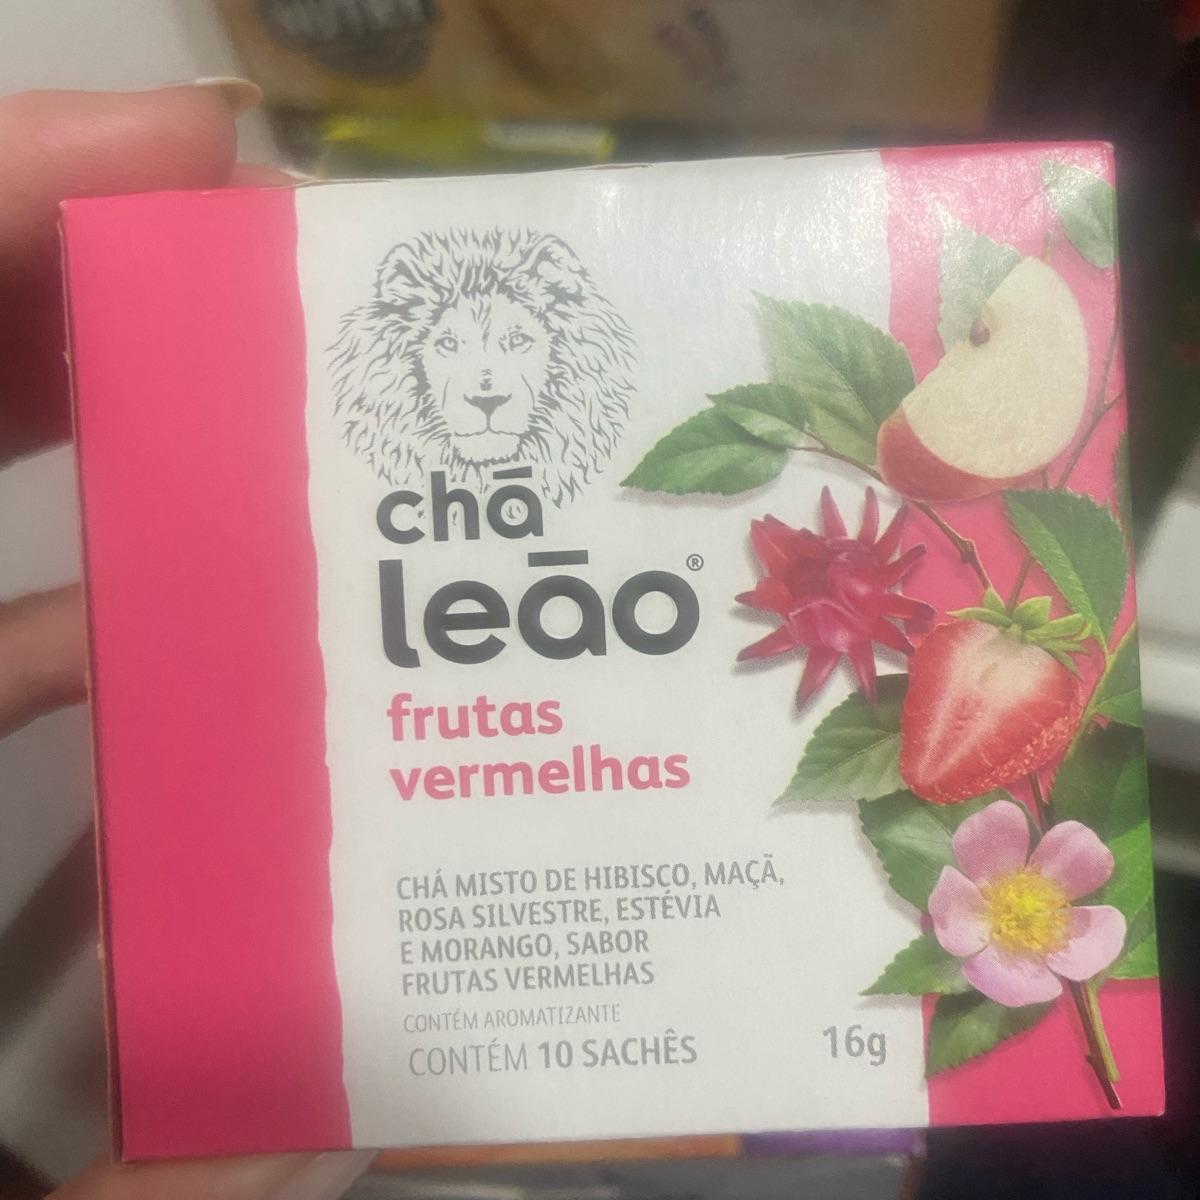 NUTRY
chá
leão®
frutas
vermelhas
CHÁ MISTO DE HIBISCO, MAÇÃ,
ROSA SILVESTRE, ESTÉVIA
E MORANGO, SABOR
FRUTAS VERMELHAS
CONTÉM AROMATIZANTE
CONTÉM 10 SACHÊS
16g